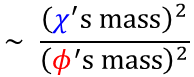 ~ (χ′s mass)²
(ϕ′s mass)²